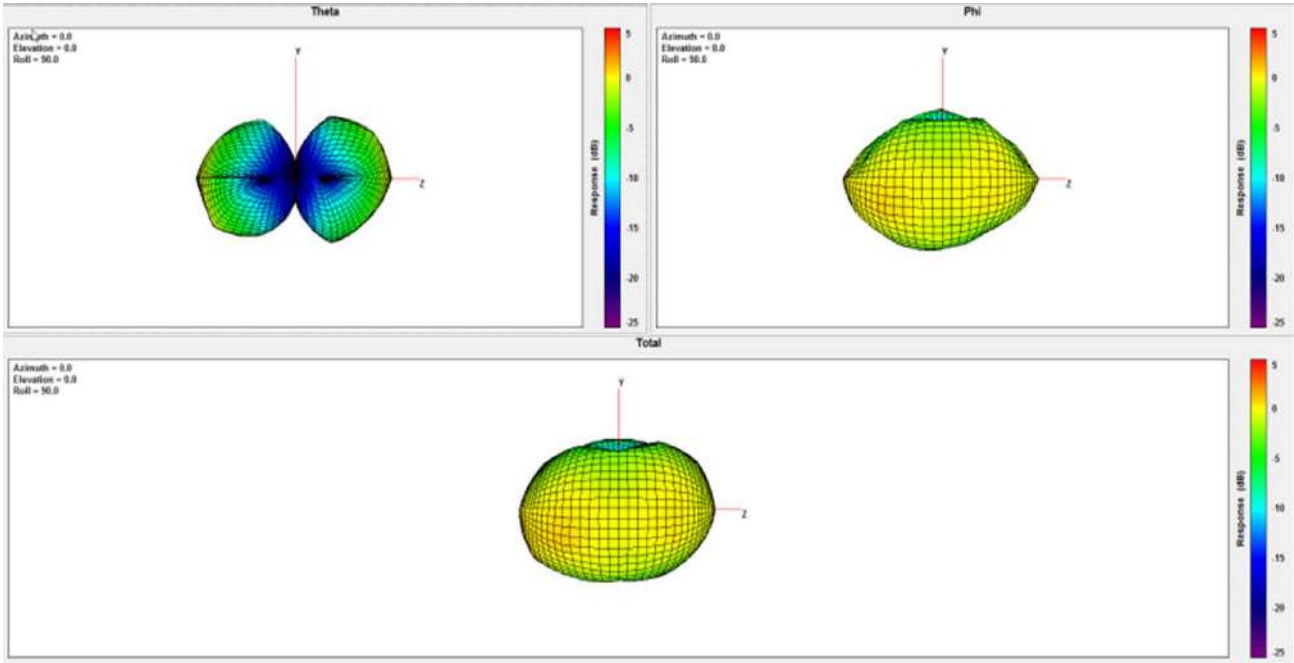 Theta
Azimuth = 0.0
Elevation = 0.0
Roll = 90.0
Y
Z
5
0
-5
-10
-15
-20
-25
Response (dB)
Phi
Azimuth = 0.0
Elevation = 0.0
Roll = 90.0
Y
Z
5
0
-5
-10
-15
-20
-25
Response (dB)
Total
Azimuth = 0.0
Elevation = 0.0
Roll = 90.0
Y
Z
5
0
-5
-10
-15
-20
-25
Response (dB)